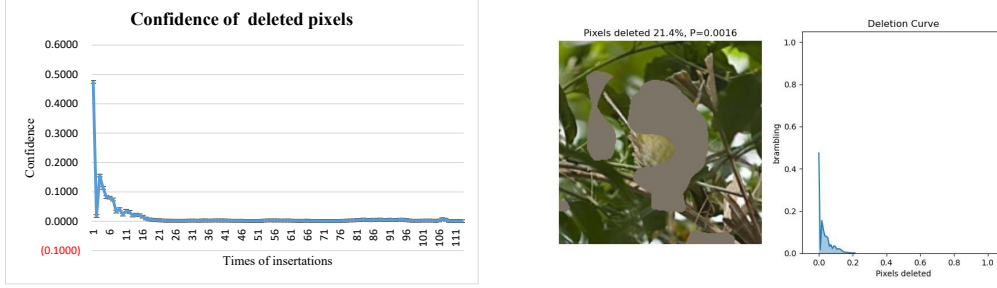 Confidence of deleted pixels
0.6000
0.5000
0.4000
0.3000
0.2000
0.1000
0.0000
(0.1000)
Confidence
1 6 11 16 21 26 31 36 41 46 51 56 61 66 71 76 81 86 91 96 101 106 111
Times of insertations
Pixels deleted 21.4%, P=0.0016
Deletion Curve
1.0
0.8
0.6
0.4
0.2
0.0
brambling
0.0 0.2 0.4 0.6 0.8 1.0
Pixels deleted